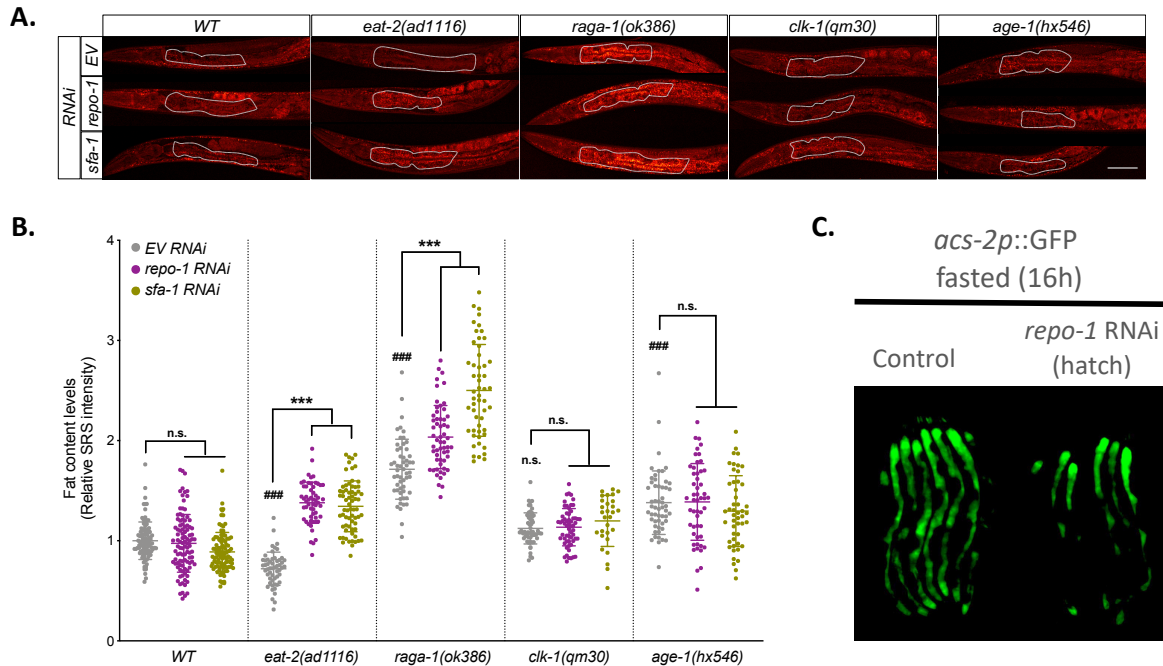 A.
WT
eat-2(ad1116)
raga-1(ok386)
clk-1(qm30)
age-1(hx546)
RNAi
EV
repo-1
sfa-1
B.
Fat content levels
(Relative SRS intensity)
4
3
2
1
0
EV RNAi
repo-1 RNAi
sfa-1 RNAi
n.s.
###
***
###
***
n.s.
n.s.
###
n.s.
WT
eat-2(ad1116)
raga-1(ok386)
clk-1(qm30)
age-1(hx546)
C.
acs-2p::GFP
fasted (16h)
Control
repo-1 RNAi
(hatch)